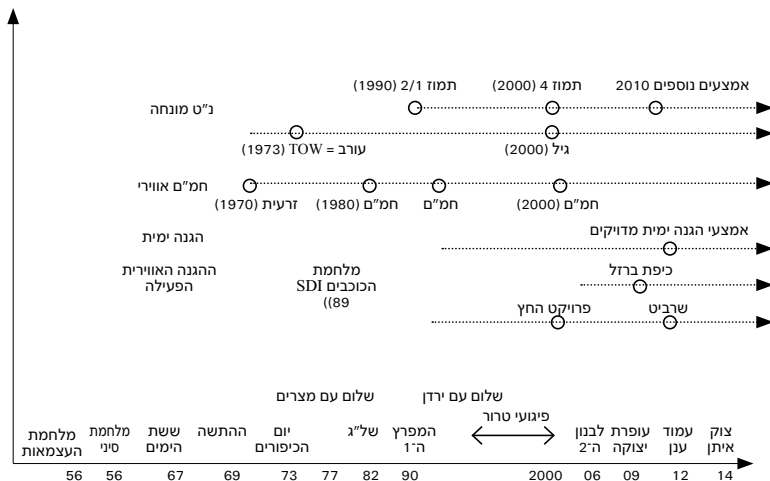 אמצעים נוספים 2010
תמוז 4 (2000)
תמוז 2/1 (1990)
נ"ט מונחה
גיל (2000)
עורב = TOW (1973)
חמ"ם אווירי
חמ"ם (2000)
חמ"ם
חמ"ם (1980)
זרעית (1970)
אמצעי הגנה ימית מדויקים
הגנה ימית
כיפת ברזל
מלחמת
הכוכבים SDI
((89
ההגנה האווירית
הפעילה
שרביט
פרויקט החץ
שלום עם ירדן
שלום עם מצרים
פיגועי טרור
מלחמת
העצמאות
מלחמת
סיני
ששת
הימים
ההתשה
יום
הכיפורים
של"ג
המפרץ
ה־1
לבנון
ה־2
עופרת
יצוקה
עמוד
ענן
צוק
איתן
56 56 67 69 73 77 82 90 2000 06 09 12 14